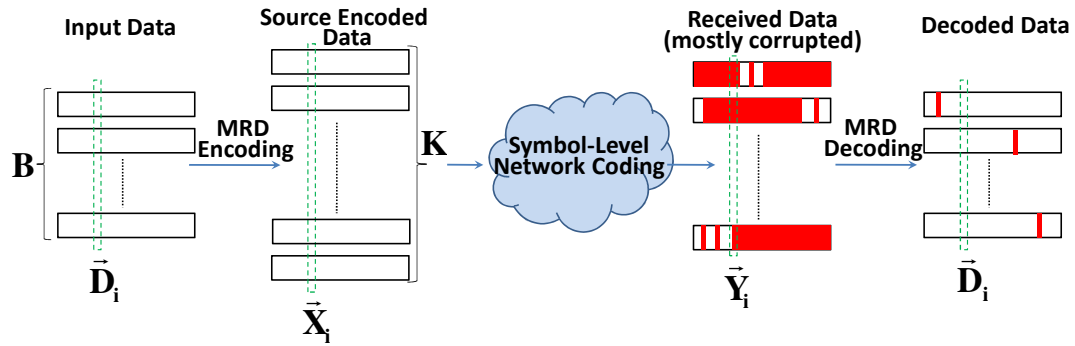 Input Data
Source Encoded
Data
Received Data
(mostly corrupted)
Decoded Data
B
MRD
Encoding
K
Symbol-Level
Network Coding
MRD
Decoding
D⃗i
X⃗i
Y⃗i
D⃗i